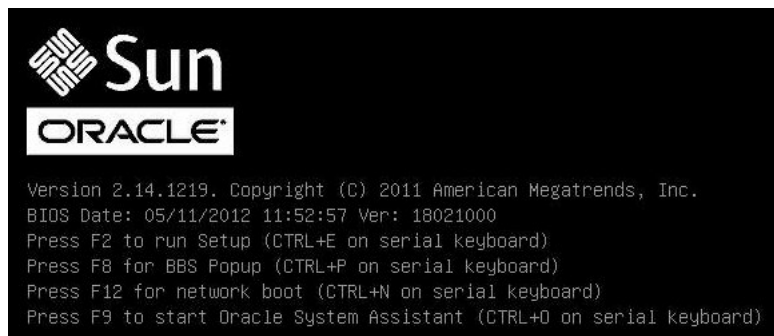 Sun
ORACLE
Version 2.14.1219. Copyright (C) 2011 American Megatrends, Inc.
BIOS Date: 05/11/2012 11:52:57 Ver: 18021000
Press F2 to run Setup (CTRL+E on serial keyboard)
Press F8 for BBS Popup (CTRL+P on serial keyboard)
Press F12 for network boot (CTRL+N on serial keyboard)
Press F9 to start Oracle System Assistant (CTRL+O on serial keyboard)